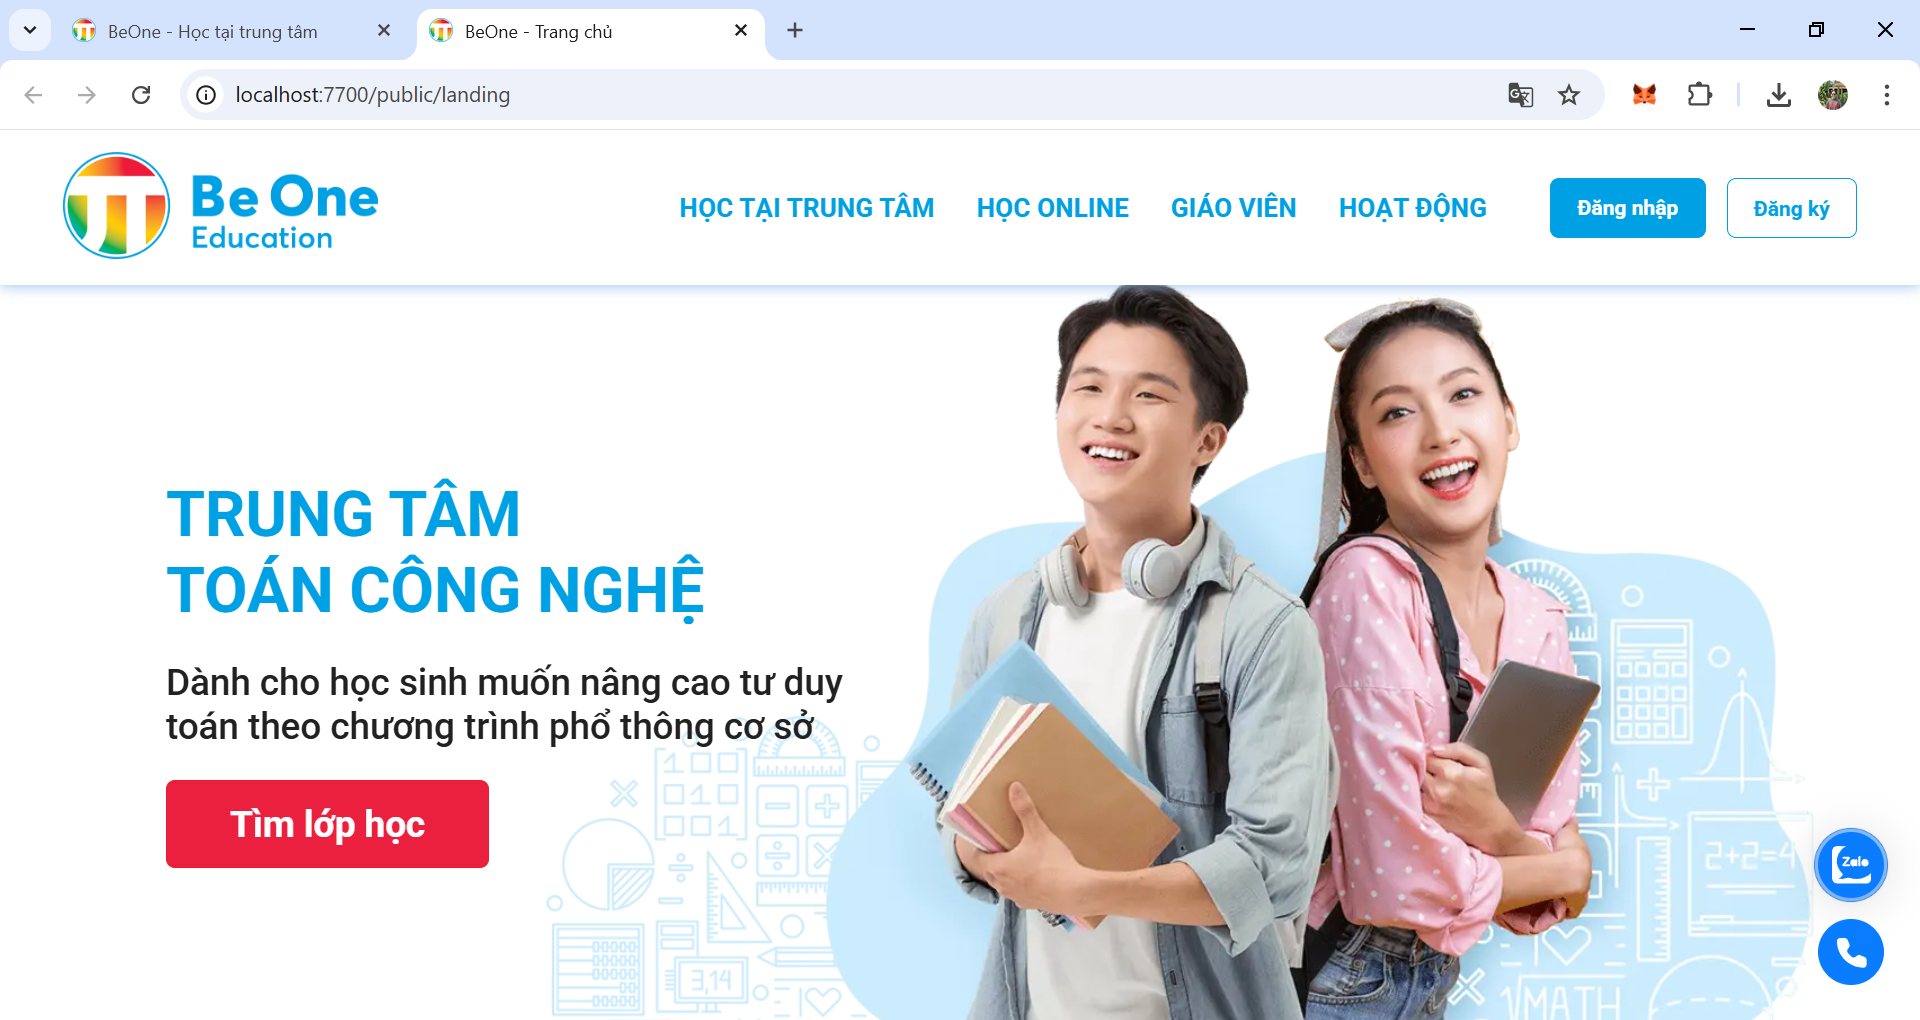 BeOne - Học tại trung tâm
BeOne - Trang chủ
localhost:7700/public/landing
Be One
Education
HỌC TẠI TRUNG TÂM
HỌC ONLINE
GIÁO VIÊN
HOẠT ĐỘNG
Đăng nhập
Đăng ký
TRUNG TÂM
TOÁN CÔNG NGHỆ
Dành cho học sinh muốn nâng cao tư duy
toán theo chương trình phổ thông cơ sở
Tìm lớp học
2+2=4
Zalo
3,14
MATH